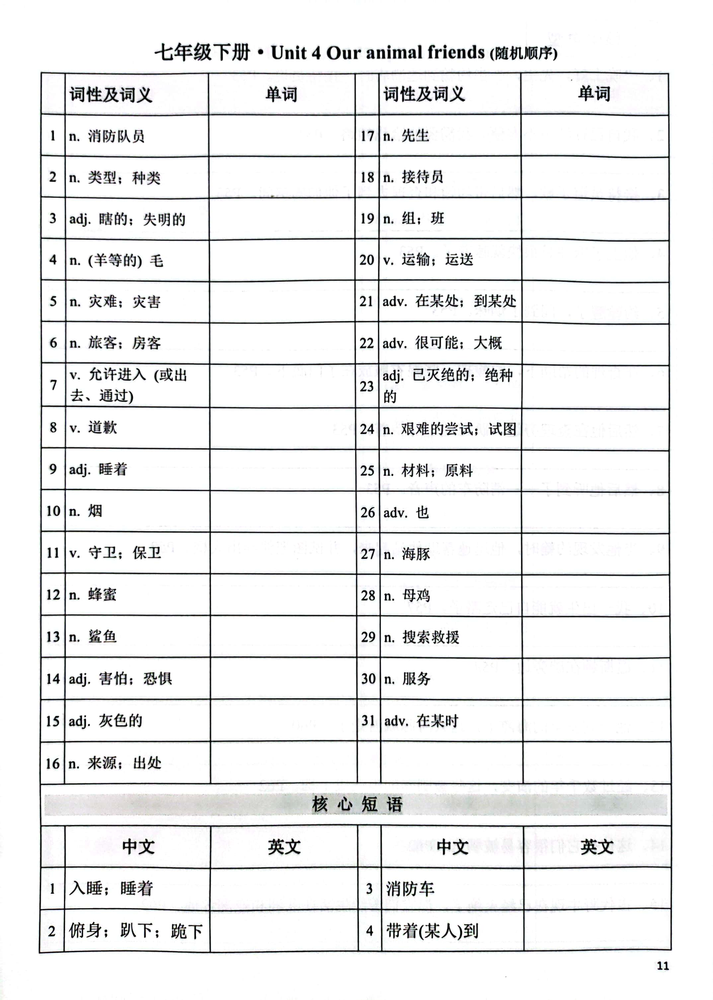 七年级下册·Unit 4 Our animal friends (随机顺序)
词性及词义 单词 词性及词义 单词
1 n. 消防队员 17 n. 先生
2 n. 类型；种类 18 n. 接待员
3 adj. 瞎的；失明的 19 n. 组；班
4 n. (羊等的) 毛 20 v. 运输；运送
5 n. 灾难；灾害 21 adv. 在某处；到某处
6 n. 旅客；房客 22 adv. 很可能；大概
7 v. 允许进入 (或出 23 adj. 已灭绝的；绝种
去、通过) 的
8 v. 道歉 24 n. 艰难的尝试；试图
9 adj. 睡着 25 n. 材料；原料
10 n. 烟 26 adv. 也
11 v. 守卫；保卫 27 n. 海豚
12 n. 蜂蜜 28 n. 母鸡
13 n. 鲨鱼 29 n. 搜索救援
14 adj. 害怕；恐惧 30 n. 服务
15 adj. 灰色的 31 adv. 在某时
16 n. 来源；出处
核心短语
中文 英文 中文 英文
1 入睡；睡着 3 消防车
2 俯身；趴下；跪下 4 带着(某人)到
11